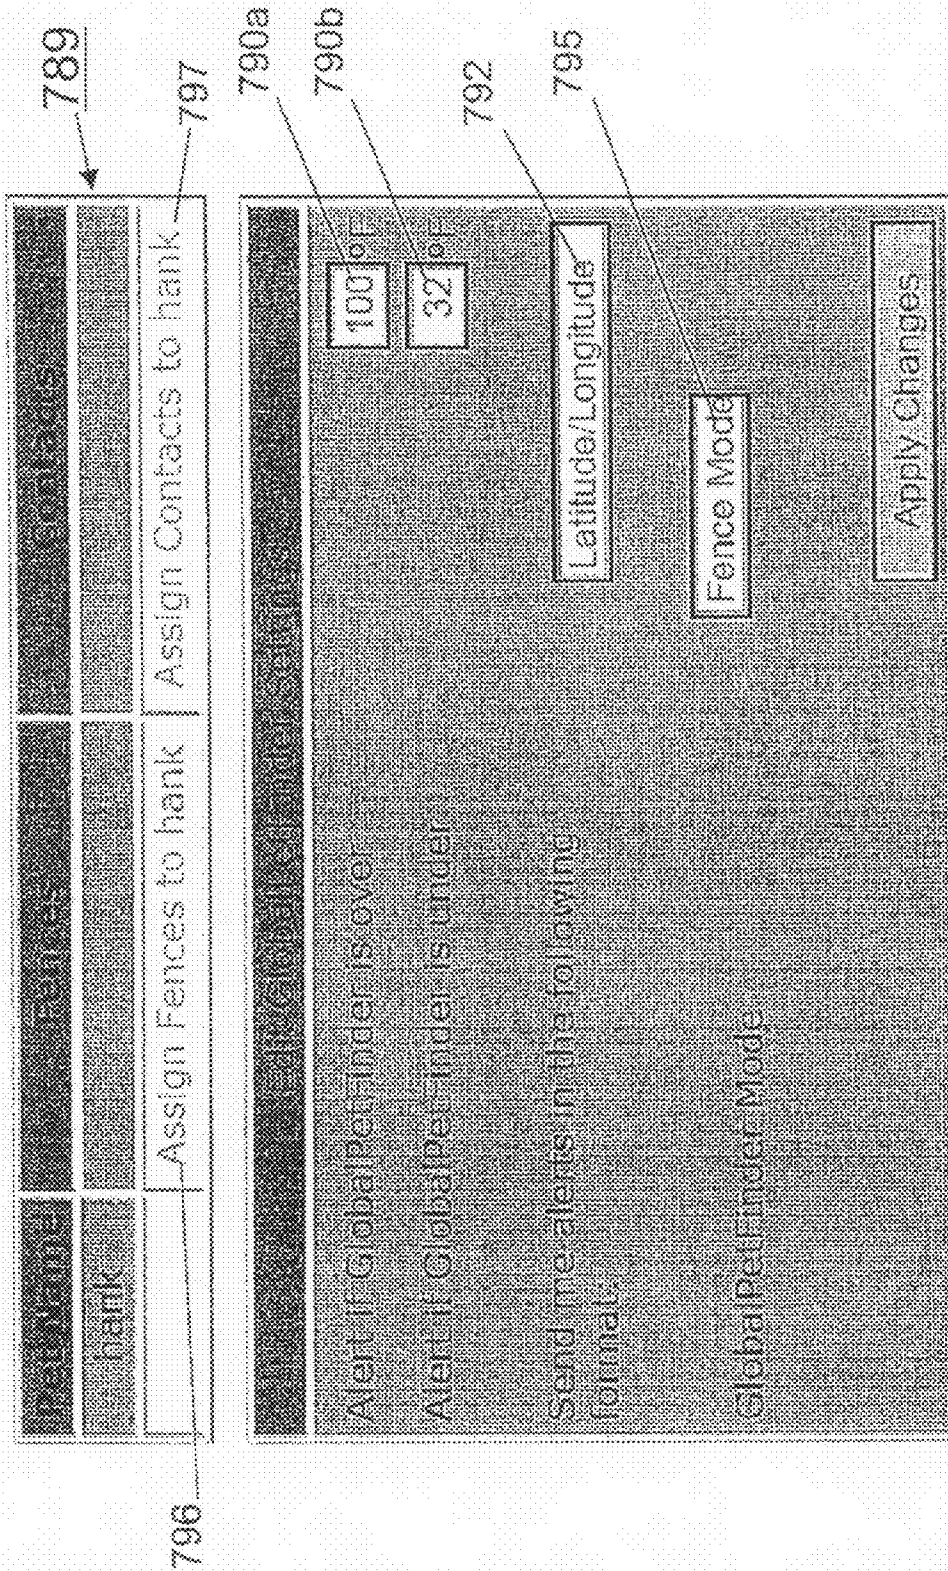 789
Pet Name Fences Contacts
hank
Assign Fences to hank Assign Contacts to hank
796
797
GlobalPetFinder Settings
Alert if GlobalPetFinder is over 100 °F
790a
Alert if GlobalPetFinder is under 32 °F
790b
Send me alerts in the following
format: Latitude/Longitude
792
GlobalPetFinder Mode Fence Mode
795
Apply Changes